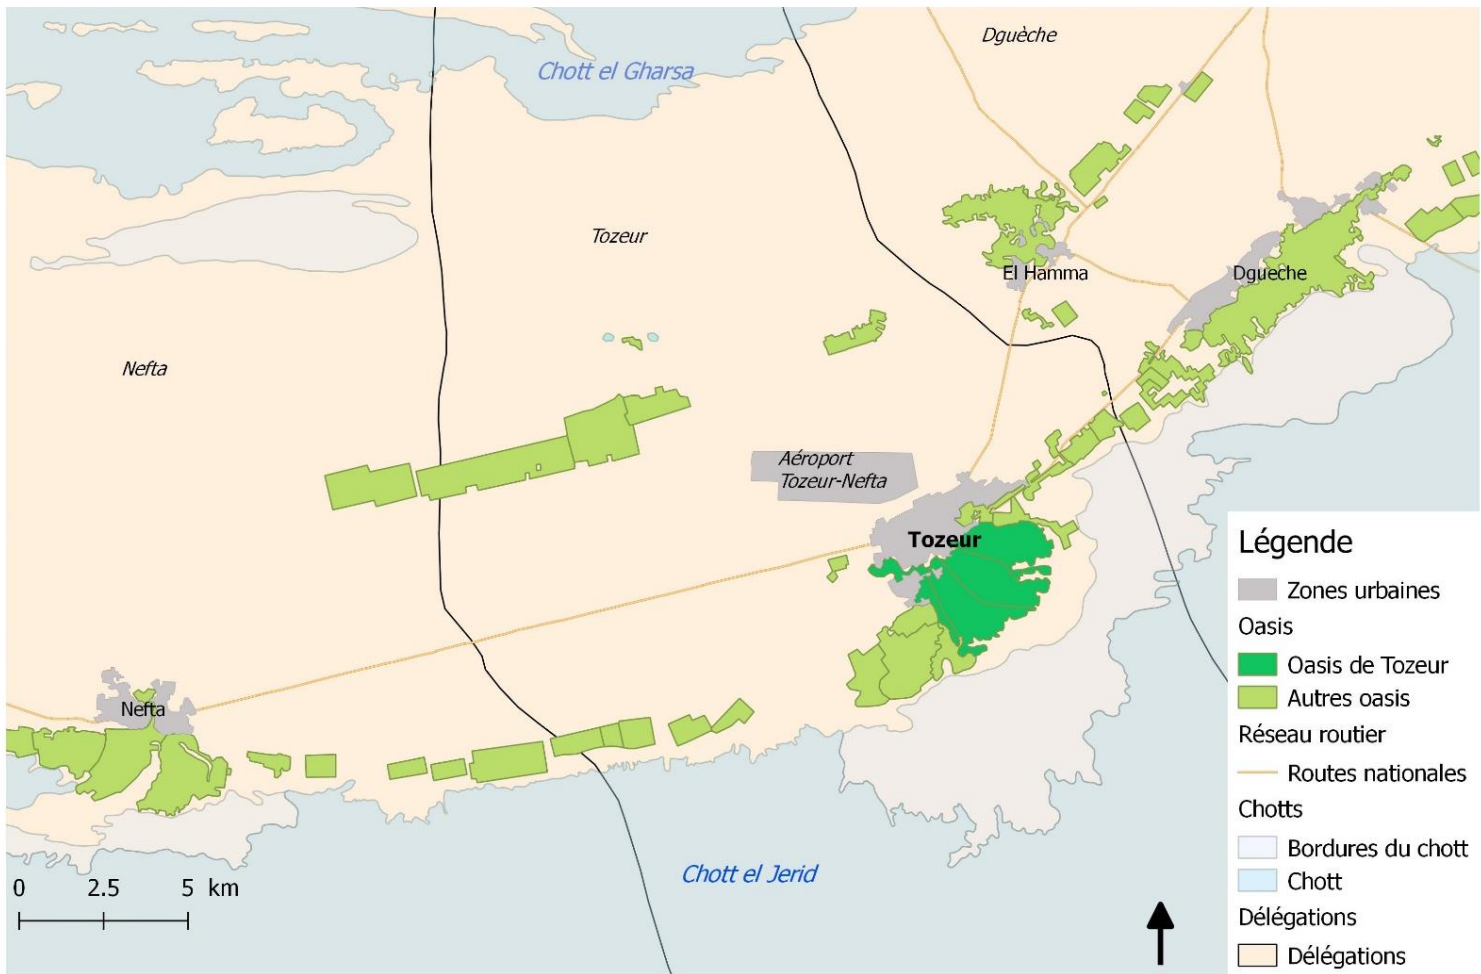 Dguèche
Chott el Gharsa
Tozeur
El Hamma
Dgueche
Nefta
Aéroport
Tozeur-Nefta
Tozeur
Nefta
Chott el Jerid
0 2.5 5 km
Légende
Zones urbaines
Oasis
Oasis de Tozeur
Autres oasis
Réseau routier
Routes nationales
Chotts
Bordures du chott
Chott
Délégations
Délégations